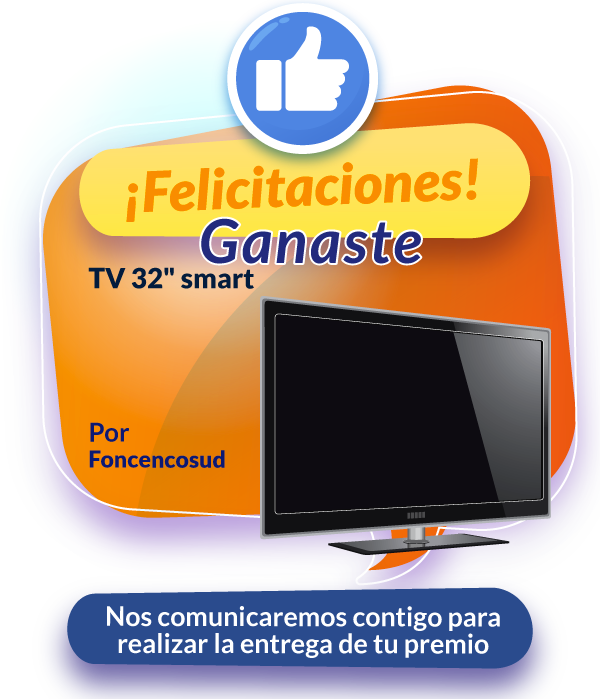 ¡Felicitaciones!
Ganaste
TV 32" smart
Por
Foncencosud
Nos comunicaremos contigo para
realizar la entrega de tu premio